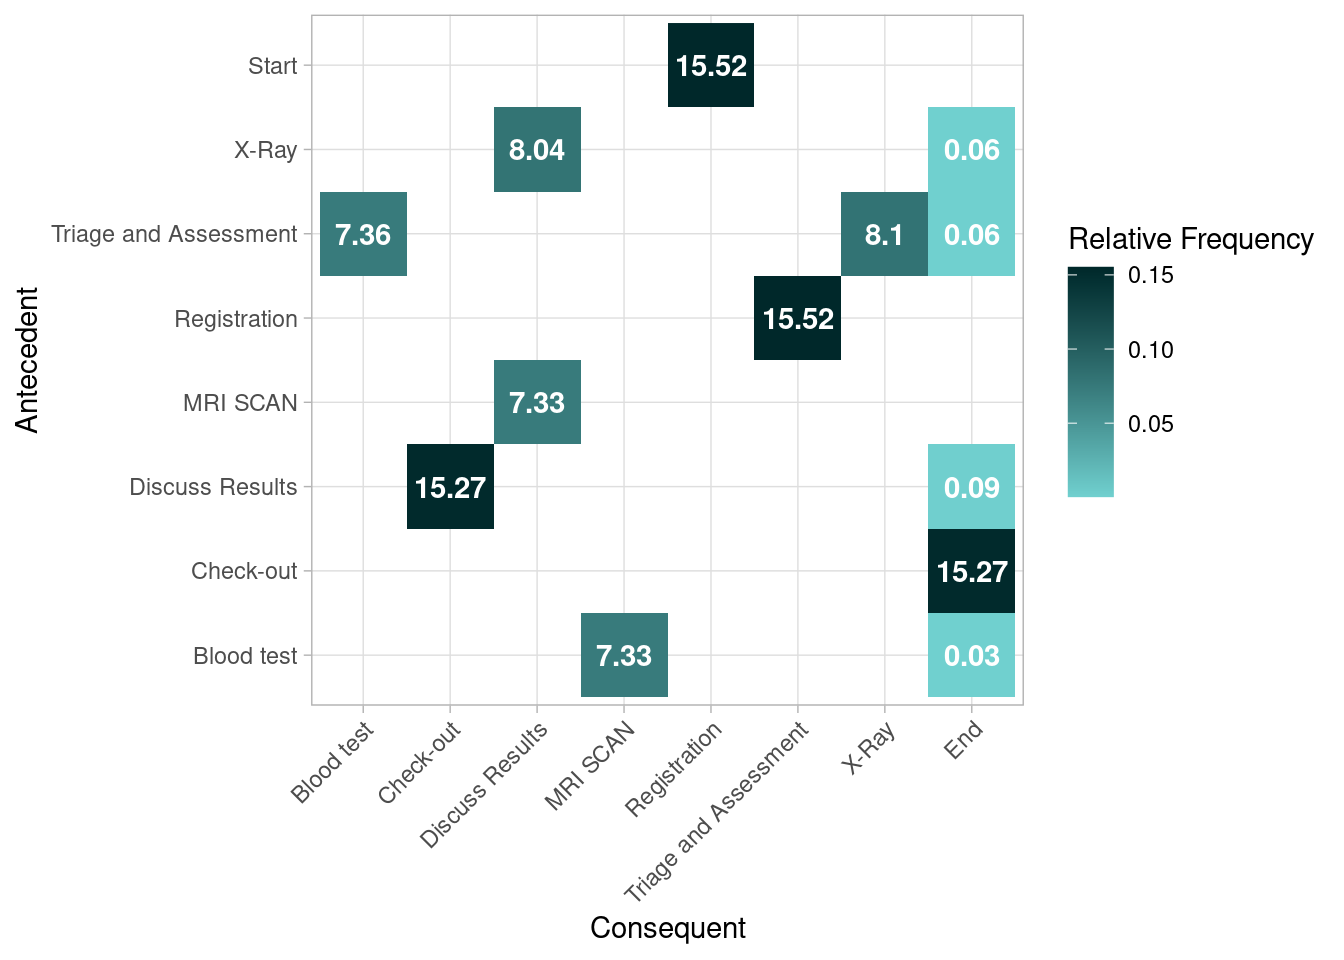 Start
15.52
X-Ray
8.04
0.06
Triage and Assessment
7.36
8.1
0.06
Registration
15.52
MRI SCAN
7.33
Discuss Results
15.27
0.09
Check-out
15.27
Blood test
7.33
0.03
Antecedent
Blood test
Check-out
Discuss Results
MRI SCAN
Registration
Triage and Assessment
X-Ray
End
Consequent
Relative Frequency
0.15
0.10
0.05